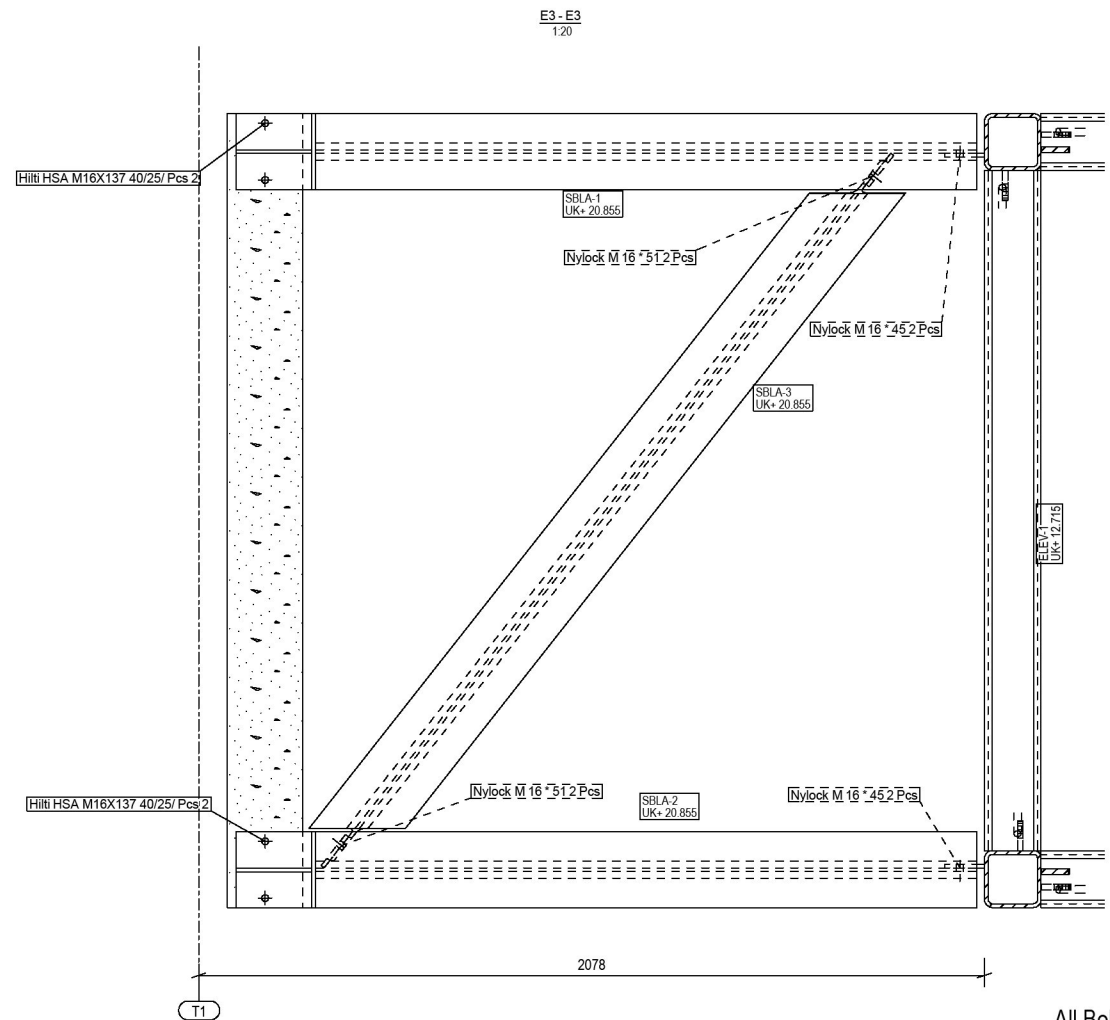 E3 - E3
1:20
Hilti HSA M16X137 40/25/ Pcs 2
SBLA-1
UK+ 20.855
Nylock M 16 * 51 2 Pcs
Nylock M 16 * 45 2 Pcs
SBLA-3
UK+ 20.855
ELEV-1
UK+ 12.715
Hilti HSA M16X137 40/25/ Pcs 2
Nylock M 16 * 51 2 Pcs
SBLA-2
UK+ 20.855
Nylock M 16 * 45 2 Pcs
2078
T1
All